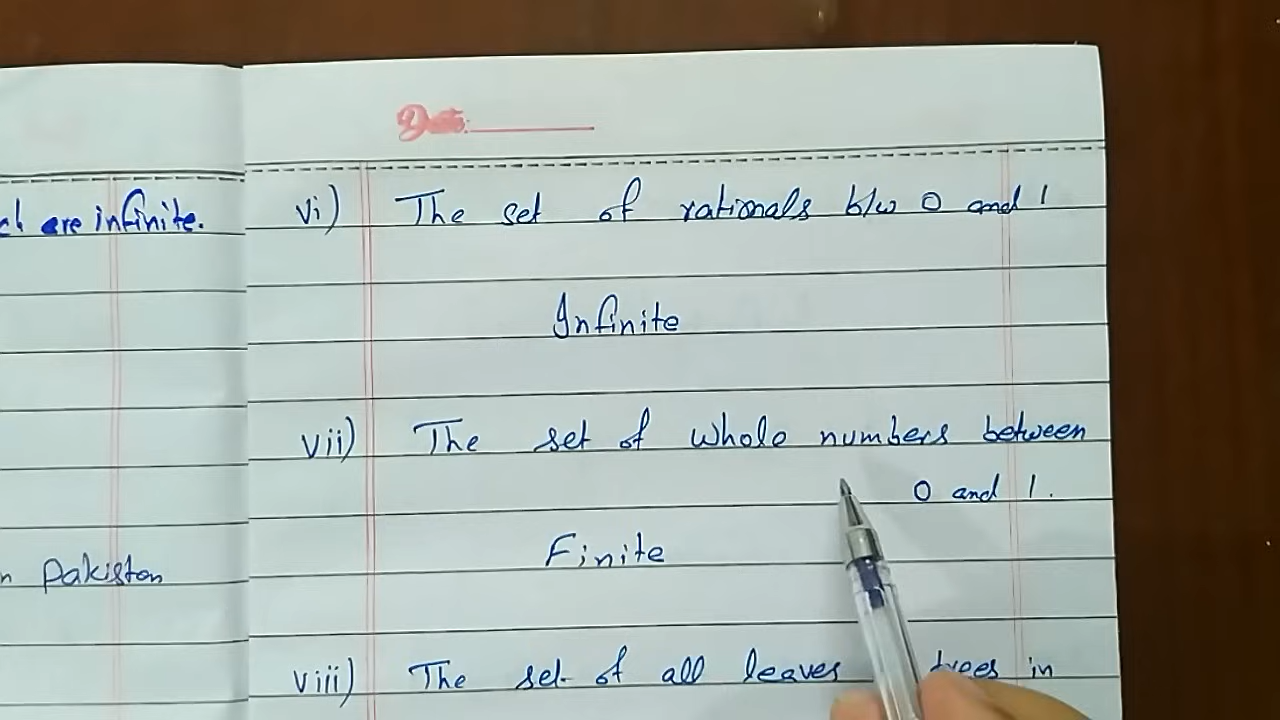 Date:
ch are infinite.
n Pakistan
vi) The set of rationals b/w 0 and 1
Infinite
vii) The set of whole numbers between
0 and 1.
Finite
viii) The set of all leaves trees in